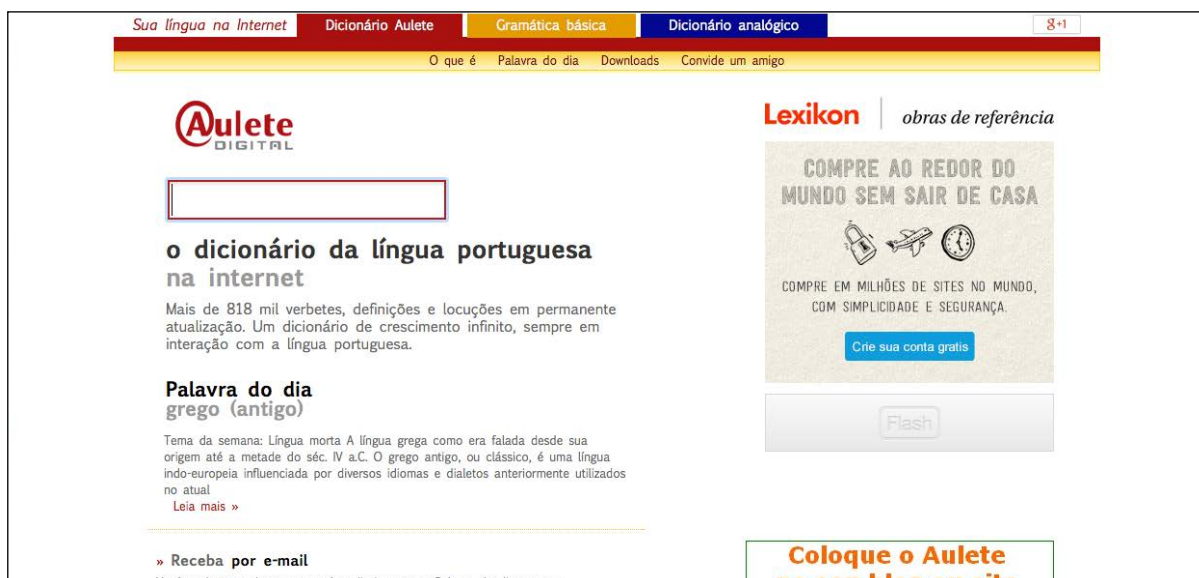 Sua língua na Internet Dicionário Aulete Gramática básica Dicionário analógico g+1
O que é Palavra do dia Downloads Convide um amigo
Aulete
DIGITAL
o dicionário da língua portuguesa
na internet
Mais de 818 mil verbetes, definições e locuções em permanente
atualização. Um dicionário de crescimento infinito, sempre em
interação com a língua portuguesa.
Palavra do dia
grego (antigo)
Tema da semana: Língua morta A língua grega como era falada desde sua
origem até a metade do séc. IV a.C. O grego antigo, ou clássico, é uma língua
indo-europeia influenciada por diversos idiomas e dialetos anteriormente utilizados
no atual
Leia mais »
» Receba por e-mail
Lexikon obras de referência
COMPRE AO REDOR DO
MUNDO SEM SAIR DE CASA
COMPRE EM MILHÕES DE SITES NO MUNDO,
COM SIMPLICIDADE E SEGURANÇA.
Crie sua conta gratis
Flash
Coloque o Aulete